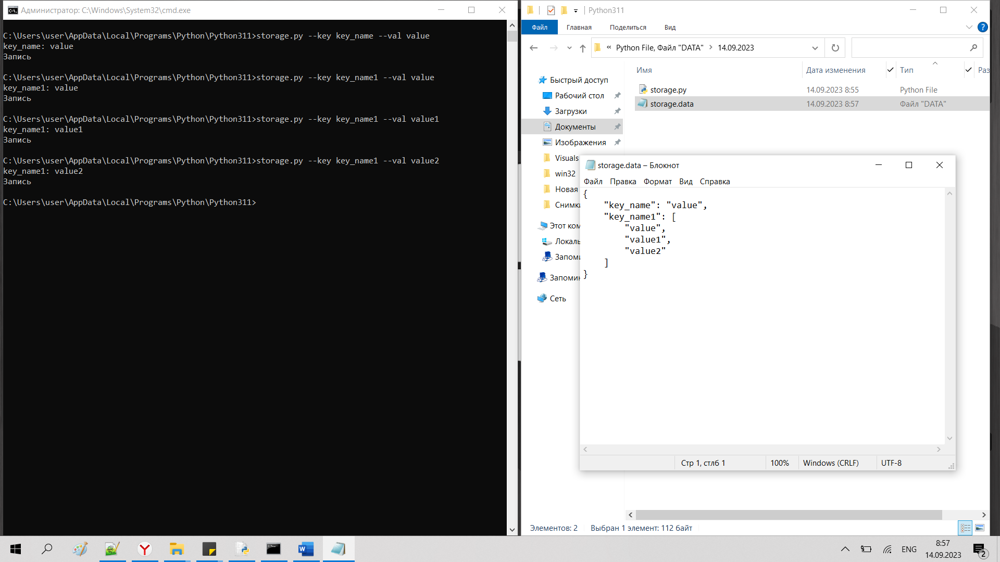 Администратор: C:\Windows\System32\cmd.exe
C:\Users\user\AppData\Local\Programs\Python\Python311>storage.py --key key_name --val value
key_name: value
Запись
C:\Users\user\AppData\Local\Programs\Python\Python311>storage.py --key key_name1 --val value
key_name1: value
Запись
C:\Users\user\AppData\Local\Programs\Python\Python311>storage.py --key key_name1 --val value1
key_name1: value1
Запись
C:\Users\user\AppData\Local\Programs\Python\Python311>storage.py --key key_name1 --val value2
key_name1: value2
Запись
C:\Users\user\AppData\Local\Programs\Python\Python311>
Python311
Файл Главная Поделиться Вид
« Python File, Файл "DATA" > 14.09.2023
Имя Дата изменения Тип Раз
storage.py 14.09.2023 8:55 Python File
storage.data 14.09.2023 8:57 Файл "DATA"
Быстрый доступ
Рабочий стол
Загрузки
Документы
Изображения
Visuals
win32
Новая
Снимки
Этот ком
Локаль
Запоми
Запомин
Сеть
storage.data – Блокнот
Файл Правка Формат Вид Справка
{
"key_name": "value",
"key_name1": [
"value",
"value1",
"value2"
]
}
Стр 1, стлб 1 100% Windows (CRLF) UTF-8
Элементов: 2 Выбран 1 элемент: 112 байт
ENG
8:57
14.09.2023
2